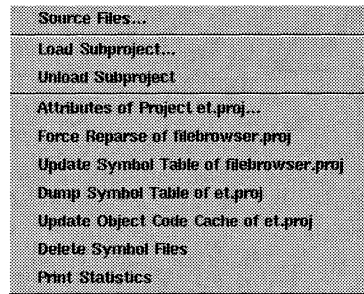 Source Files...
Load Subproject...
Unload Subproject
Attributes of Project et.proj...
Force Reparse of filebrowser.proj
Update Symbol Table of filebrowser.proj
Dump Symbol Table of et.proj
Update Object Code Cache of et.proj
Delete Symbol Files
Print Statistics